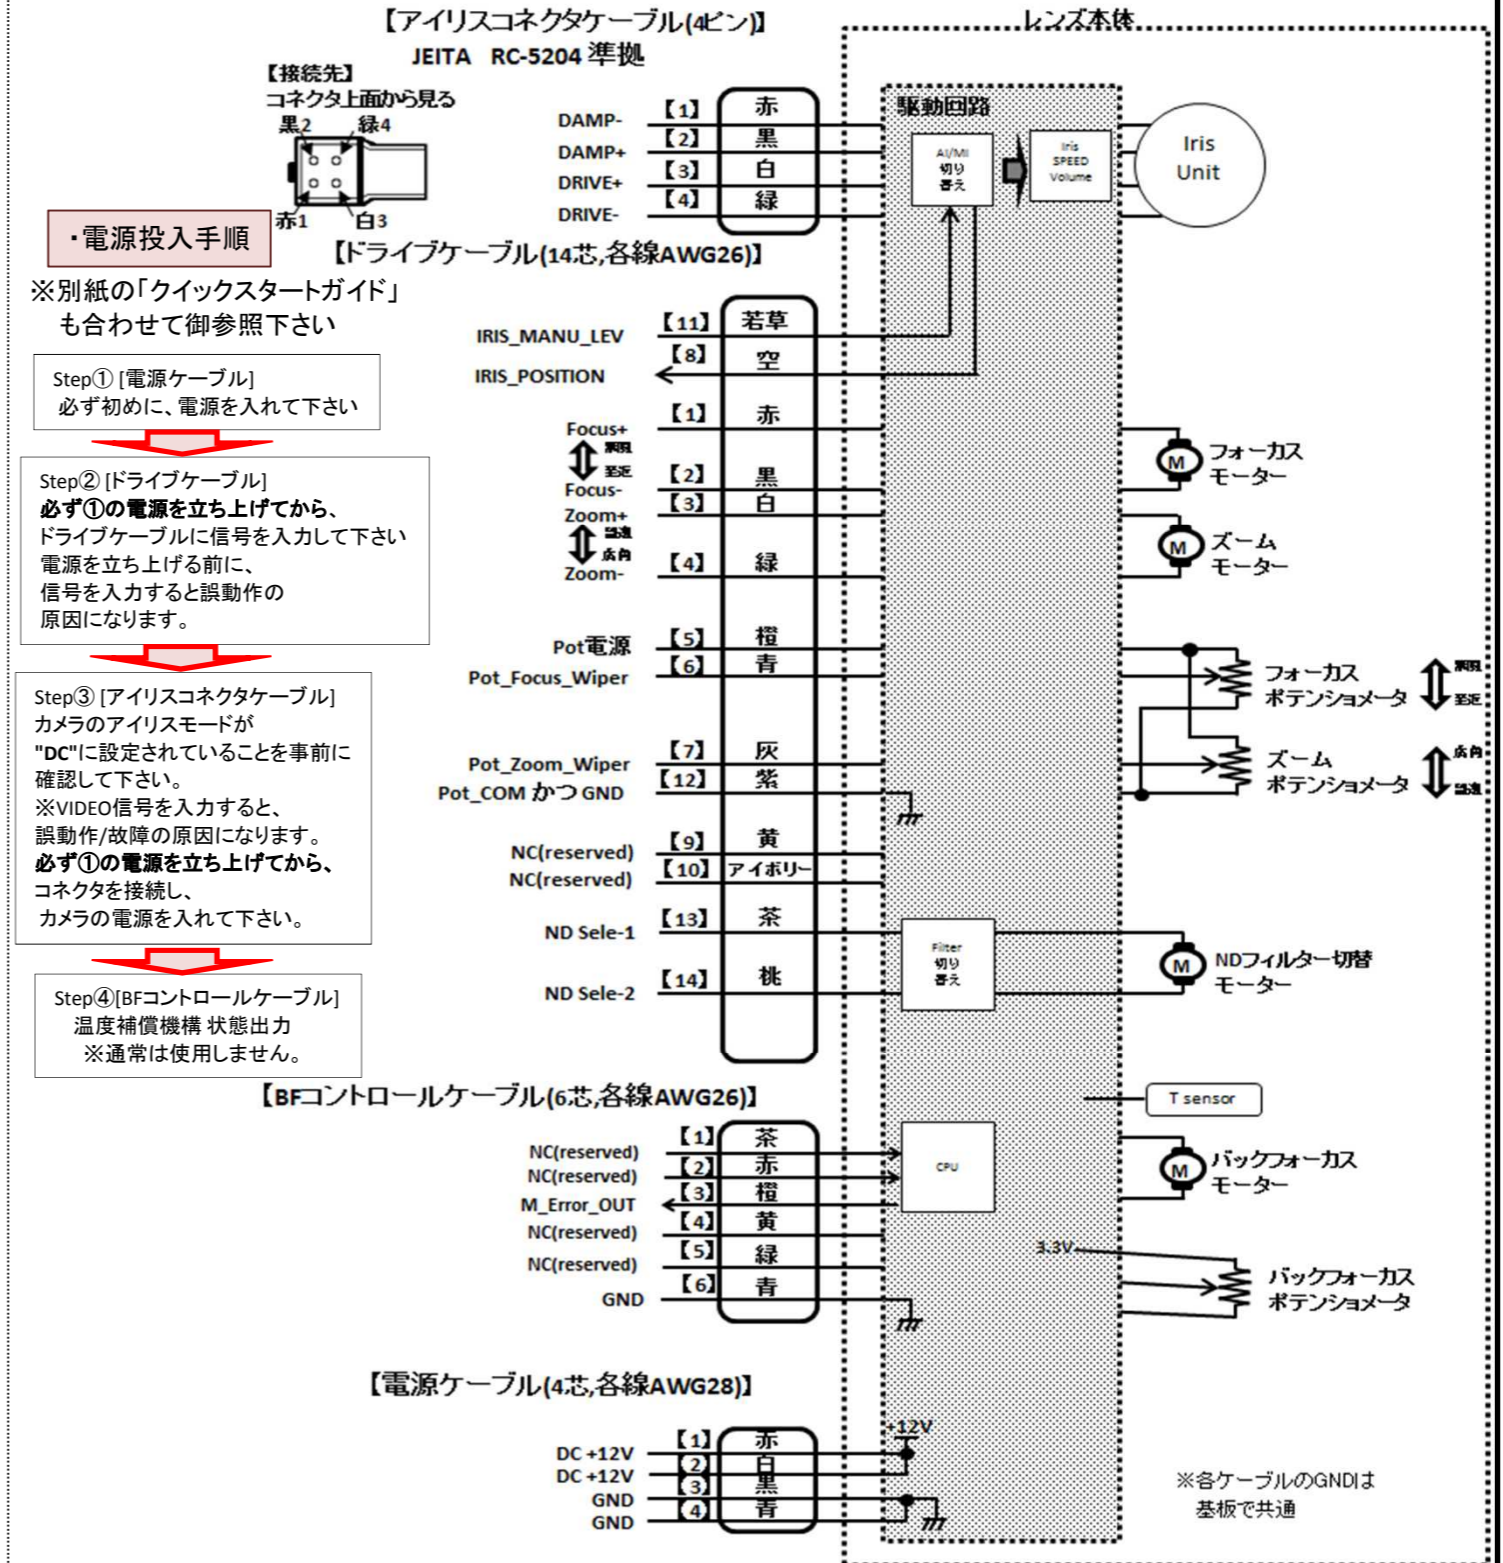 【アイリスコネクタケーブル(4ピン)】
JEITA RC-5204 準拠
レンズ本体
【接続先】
コネクタ上面から見る
黒2 緑4
赤1 白3
DAMP- 【1】 赤
DAMP+ 【2】 黒
DRIVE+ 【3】 白
DRIVE- 【4】 緑
駆動回路
AI/MI
切り
替え
Iris
SPEED
Volume
Iris
Unit
・電源投入手順
※別紙の「クイックスタートガイド」
も合わせて御参照下さい
Step① [電源ケーブル]
必ず初めに、電源を入れて下さい
Step② [ドライブケーブル]
必ず①の電源を立ち上げてから、
ドライブケーブルに信号を入力して下さい
電源を立ち上げる前に、
信号を入力すると誤動作の
原因になります。
Step③ [アイリスコネクタケーブル]
カメラのアイリスモードが
"DC"に設定されていることを事前に
確認して下さい。
※VIDEO信号を入力すると、
誤動作/故障の原因になります。
必ず①の電源を立ち上げてから、
コネクタを接続し、
カメラの電源を入れて下さい。
Step④[BFコントロールケーブル]
温度補償機構 状態出力
※通常は使用しません。
【ドライブケーブル(14芯,各線AWG26)】
IRIS_MANU_LEV 【11】 若草
IRIS_POSITION 【8】 空
Focus+ 【1】 赤
至近
Focus- 【2】 黒
Zoom+ 【3】 白
広角
Zoom- 【4】 緑
Pot電源 【5】 橙
Pot_Focus_Wiper 【6】 青
Pot_Zoom_Wiper 【7】 灰
Pot_COM かつ GND 【12】 紫
NC(reserved) 【9】 黄
NC(reserved) 【10】 アイボリー
ND Sele-1 【13】 茶
ND Sele-2 【14】 桃
Filter
切り
替え
M フォーカス
モーター
M ズーム
モーター
フォーカス
ポテンショメータ
至近
ズーム
ポテンショメータ
広角
M NDフィルター切替
モーター
【BFコントロールケーブル(6芯,各線AWG26)】
NC(reserved) 【1】 茶
NC(reserved) 【2】 赤
M_Error_OUT 【3】 橙
NC(reserved) 【4】 黄
NC(reserved) 【5】 緑
GND 【6】 青
CPU
T sensor
M バックフォーカス
モーター
3.3V
バックフォーカス
ポテンショメータ
【電源ケーブル(4芯,各線AWG28)】
DC +12V 【1】 赤
DC +12V (2) 白
GND (3) 黒
GND (4) 青
+12V
※各ケーブルのGNDは
基板で共通